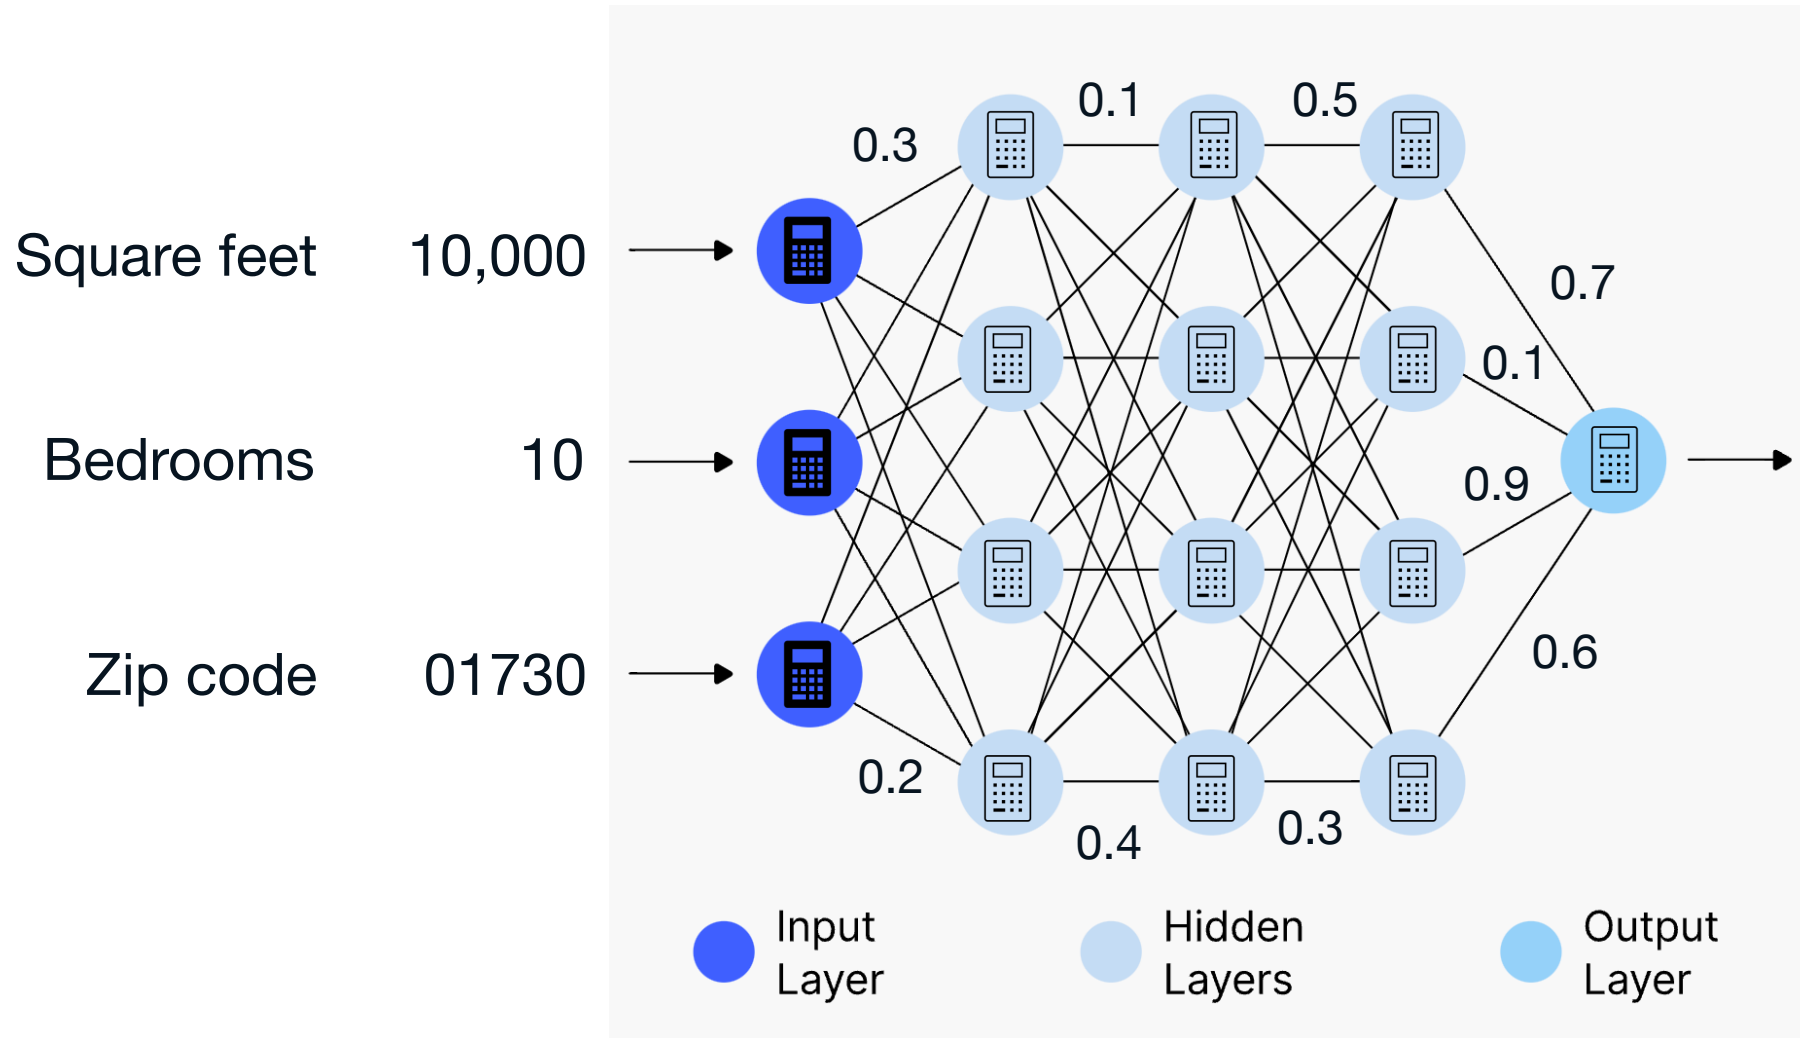 0.1
0.5
0.3
Square feet 10,000
0.7
0.1
Bedrooms 10
0.9
Zip code 01730
0.6
0.2
0.4
0.3
Input
Layer
Hidden
Layers
Output
Layer